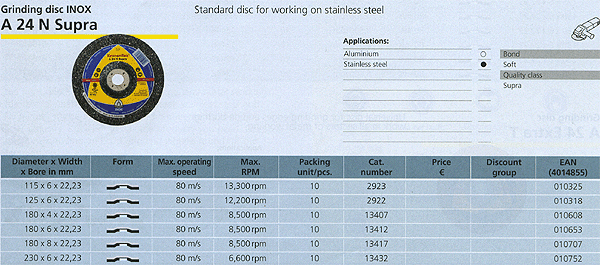 Grinding disc INOX
A 24 N Supra
Standard disc for working on stainless steel
Applications:
Aluminium
Stainless steel
Bond
Soft
Quality class
Supra
Diameter x Width x Bore in mm Form Max. operating speed Max. RPM Packing unit/pcs. Cat. number Price € Discount group EAN (4014855)
115 x 6 x 22,23 80 m/s 13,300 rpm 10 2923 010325
125 x 6 x 22,23 80 m/s 12,200 rpm 10 2922 010318
180 x 4 x 22,23 80 m/s 8,500 rpm 10 13407 010608
180 x 6 x 22,23 80 m/s 8,500 rpm 10 13412 010653
180 x 8 x 22,23 80 m/s 8,500 rpm 10 13417 010707
230 x 6 x 22,23 80 m/s 6,600 rpm 10 13432 010752